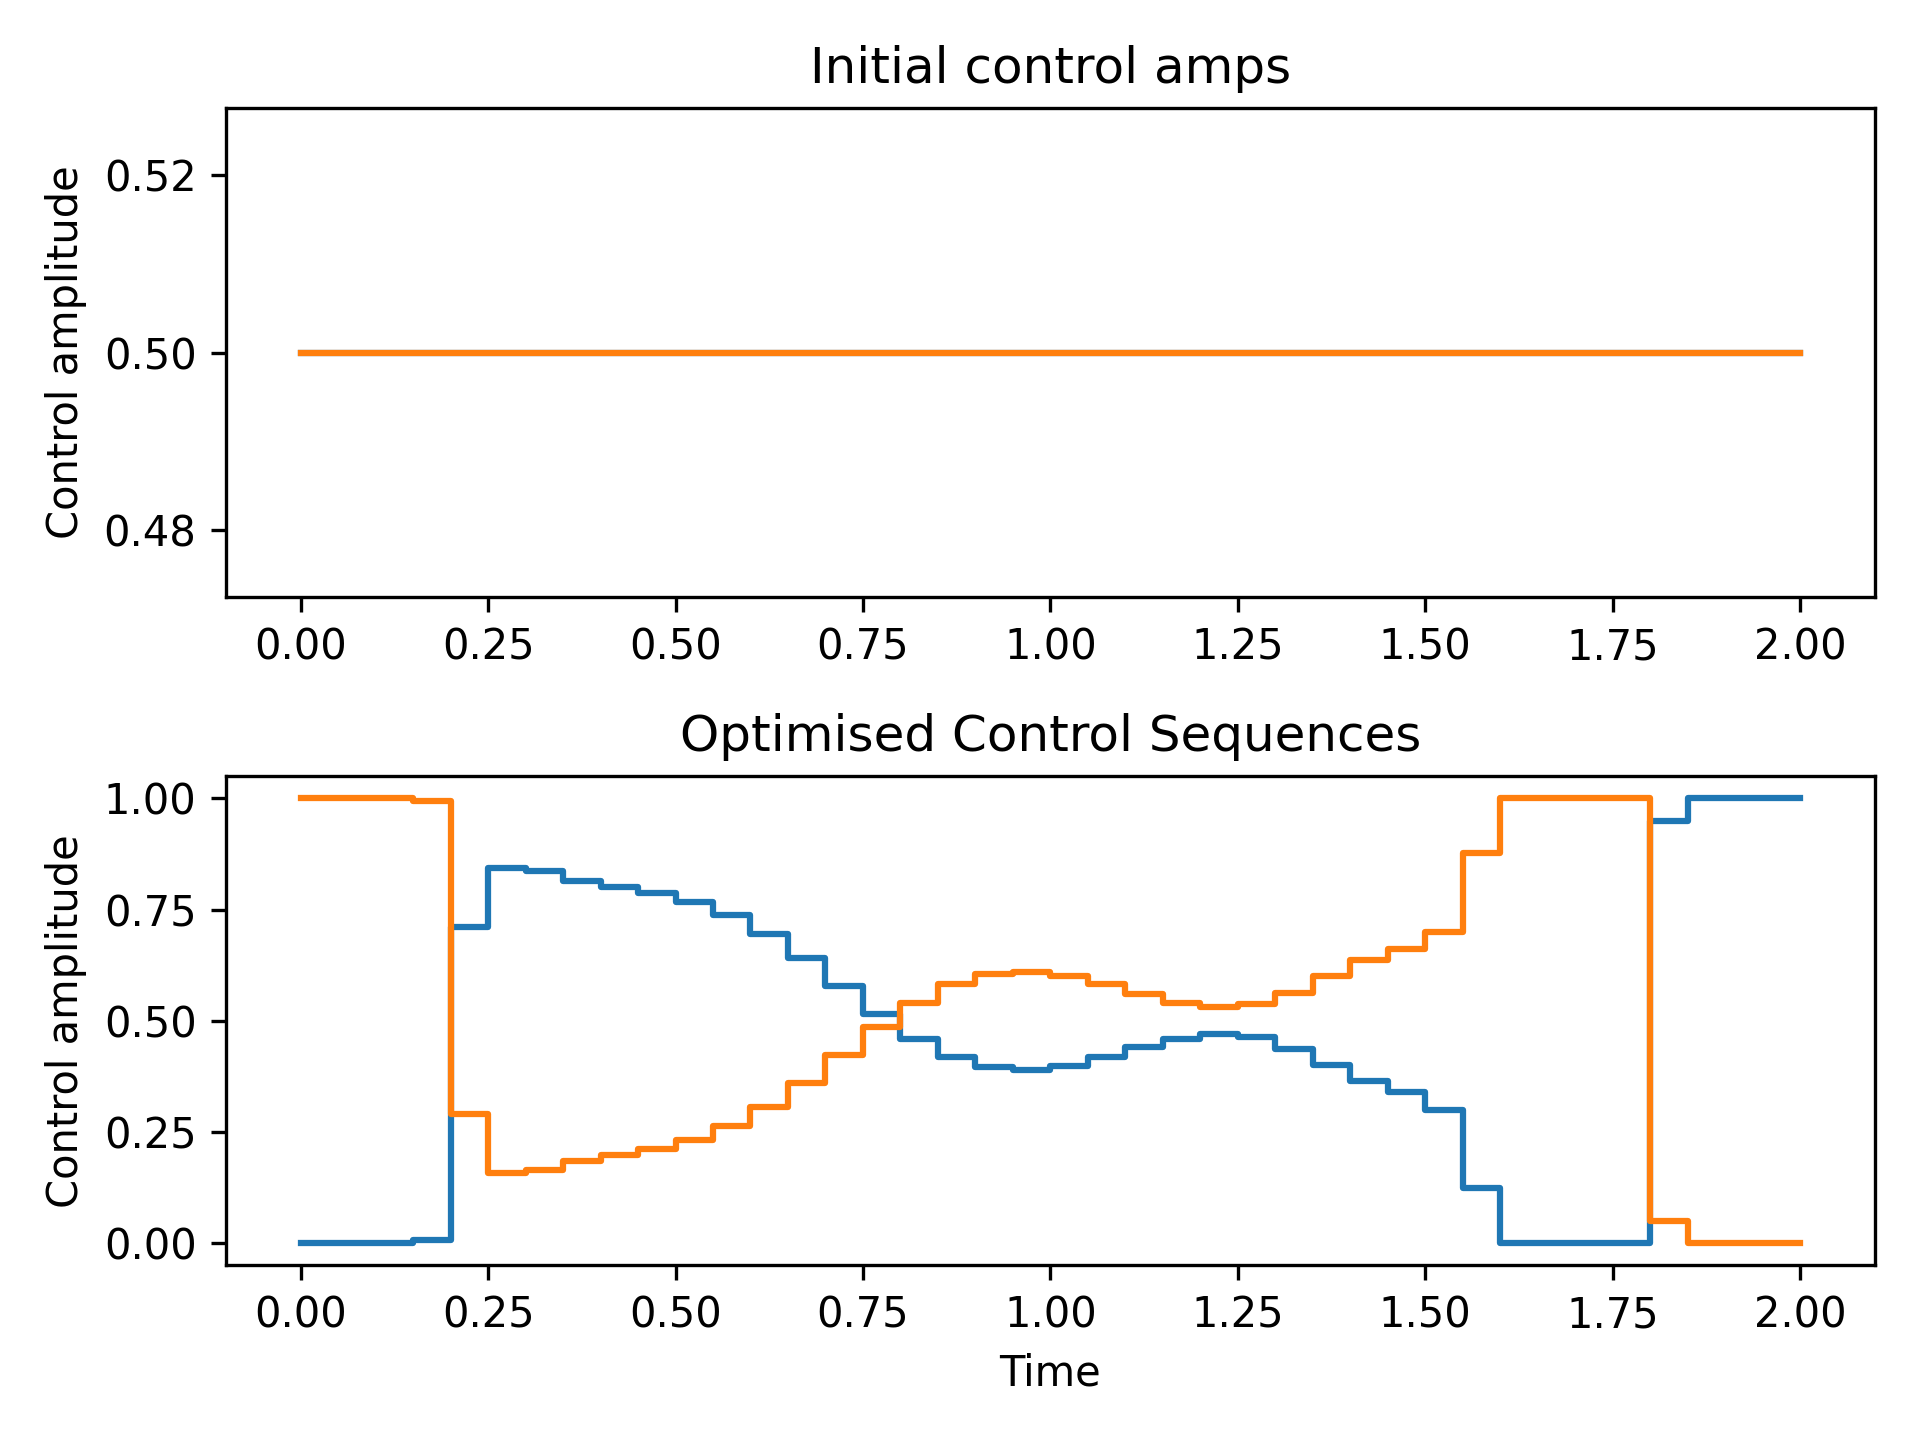 Initial control amps
Control amplitude
0.52
0.50
0.48
0.00 0.25 0.50 0.75 1.00 1.25 1.50 1.75 2.00
Optimised Control Sequences
Control amplitude
1.00
0.75
0.50
0.25
0.00
0.00 0.25 0.50 0.75 1.00 1.25 1.50 1.75 2.00
Time